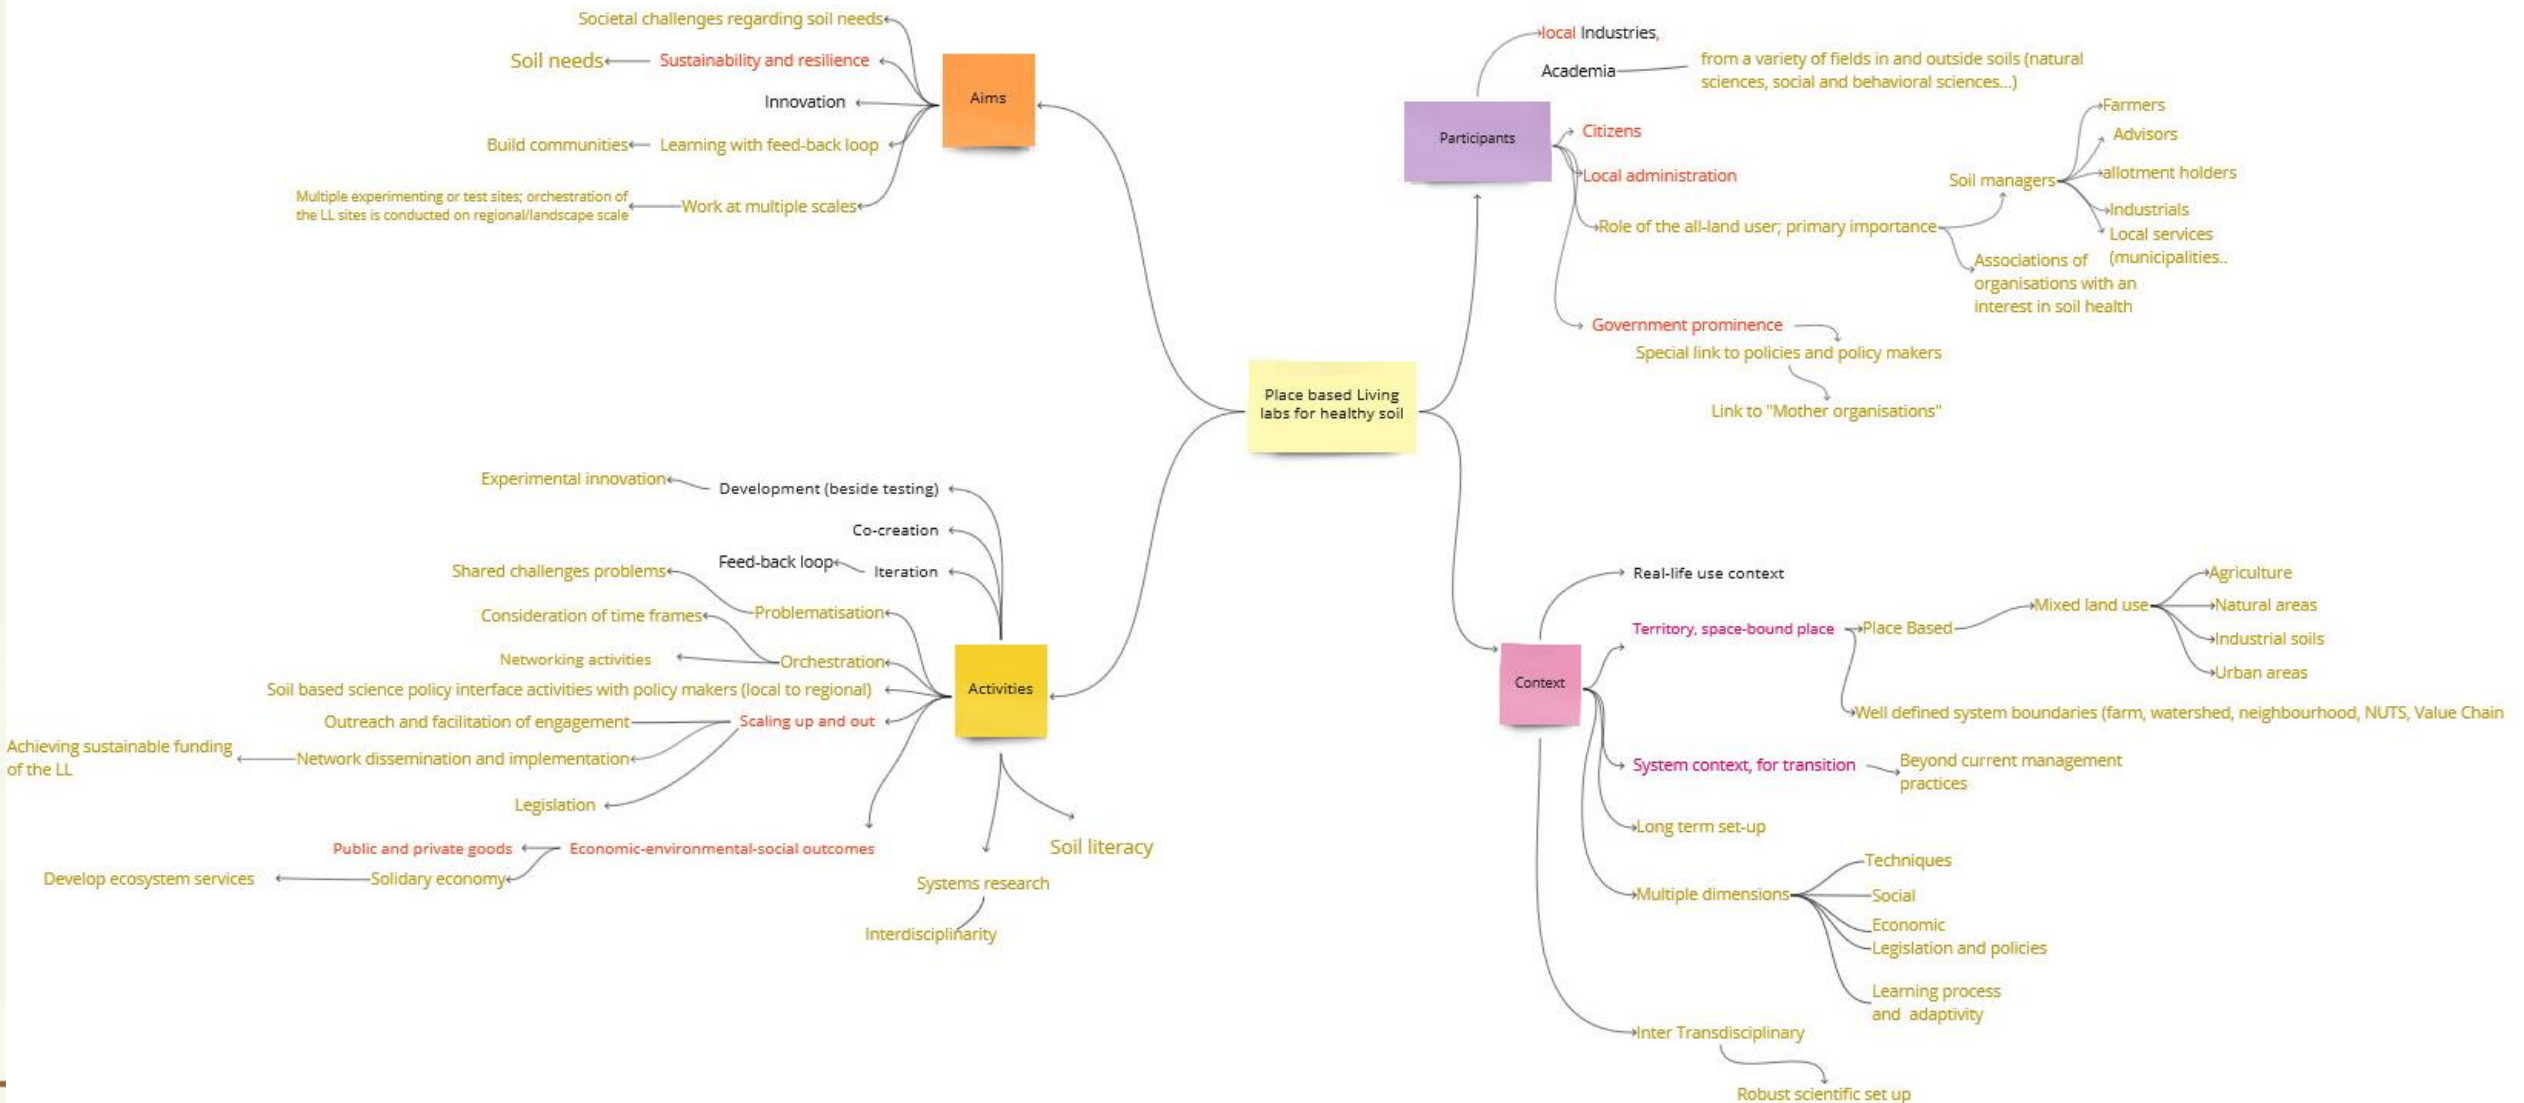 Place based Living
labs for healthy soil
Aims
Societal challenges regarding soil needs
Sustainability and resilience
Soil needs
Innovation
Learning with feed-back loop
Build communities
Work at multiple scales
Multiple experimenting or test sites; orchestration of
the LL sites is conducted on regional/landscape scale
Participants
local Industries,
Academia
from a variety of fields in and outside soils (natural
sciences, social and behavioral sciences...)
Citizens
Local administration
Role of the all-land user; primary importance
Soil managers
Farmers
Advisors
allotment holders
Industrials
Local services
(municipalities..
Associations of
organisations with an
interest in soil health
Government prominence
Special link to policies and policy makers
Link to "Mother organisations"
Activities
Development (beside testing)
Experimental innovation
Co-creation
Iteration
Feed-back loop
Problematisation
Shared challenges problems
Orchestration
Consideration of time frames
Networking activities
Soil based science policy interface activities with policy makers (local to regional)
Scaling up and out
Outreach and facilitation of engagement
Network dissemination and implementation
Achieving sustainable funding
of the LL
Legislation
Economic-environmental-social outcomes
Public and private goods
Solidary economy
Develop ecosystem services
Systems research
Interdisciplinarity
Soil literacy
Context
Real-life use context
Territory, space-bound place
Place Based
Mixed land use
Agriculture
Natural areas
Industrial soils
Urban areas
Well defined system boundaries (farm, watershed, neighbourhood, NUTS, Value Chain
System context, for transition
Beyond current management
practices
Long term set-up
Multiple dimensions
Techniques
Social
Economic
Legislation and policies
Learning process
and adaptivity
Inter Transdisciplinary
Robust scientific set up